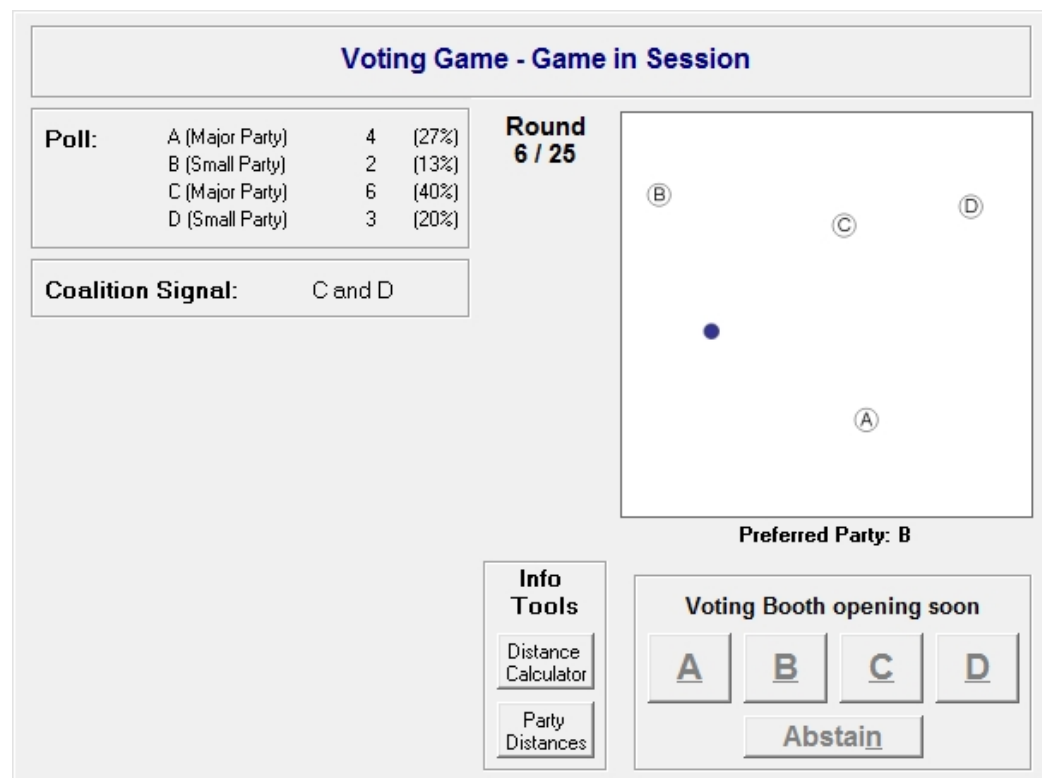 Voting Game - Game in Session
Poll:
A (Major Party) 4 (27%)
B (Small Party) 2 (13%)
C (Major Party) 6 (40%)
D (Small Party) 3 (20%)
Coalition Signal: C and D
Round
6 / 25
B
C
D
A
Preferred Party: B
Info
Tools
Distance
Calculator
Party
Distances
Voting Booth opening soon
A B C D
Abstain